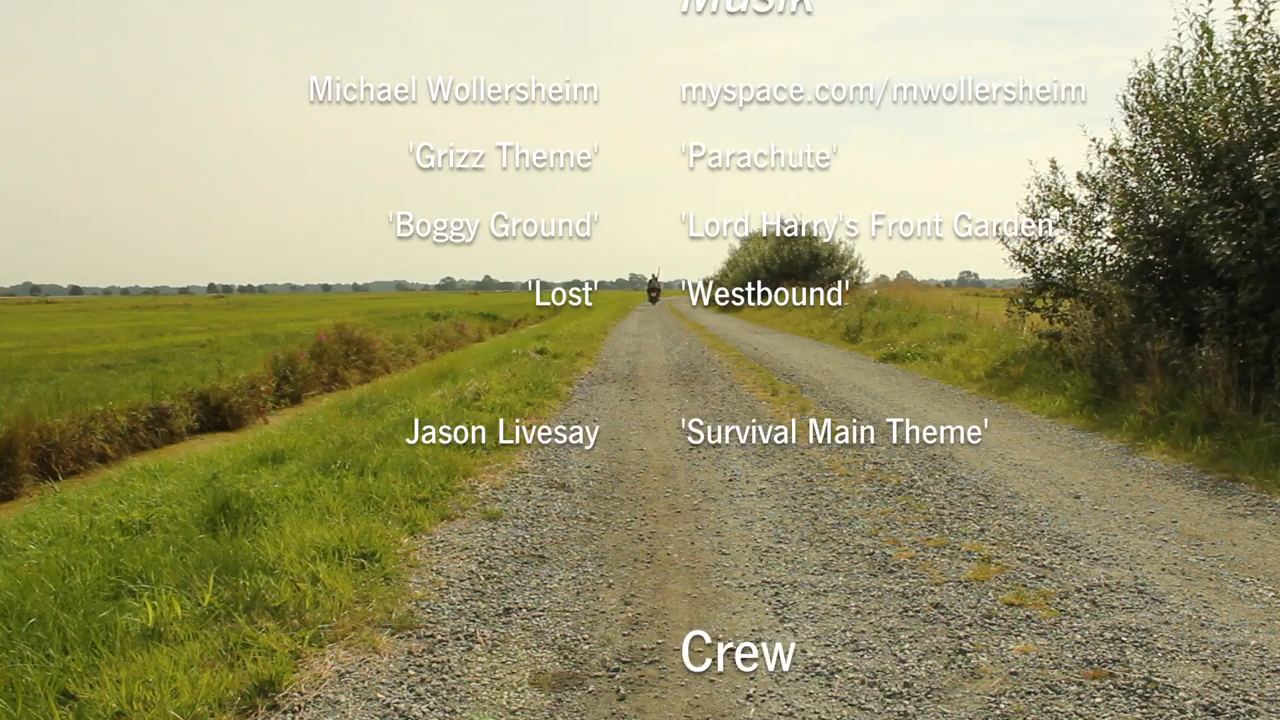 Musik
Michael Wollersheim myspace.com/mwollersheim
'Grizz Theme' 'Parachute'
'Boggy Ground' 'Lord Harry's Front Garden'
'Lost' 'Westbound'
Jason Livesay 'Survival Main Theme'
Crew